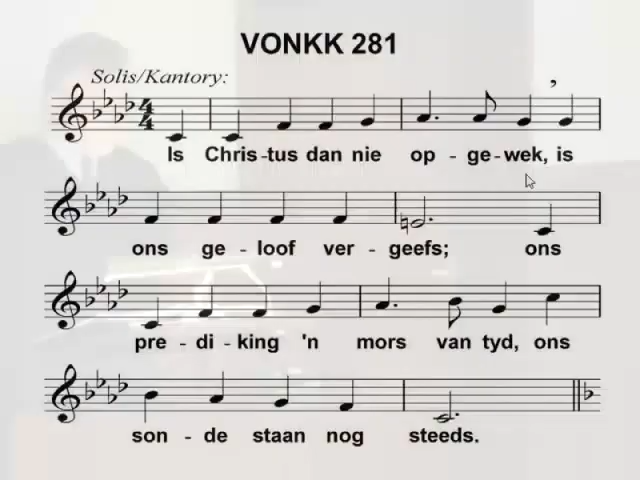 VONKK 281
Solis/Kantory:
Is Chris-tus dan nie op - ge-wek, is
ons ge - loof ver - geefs; ons
pre - di - king 'n mors van tyd, ons
son - de staan nog steeds.